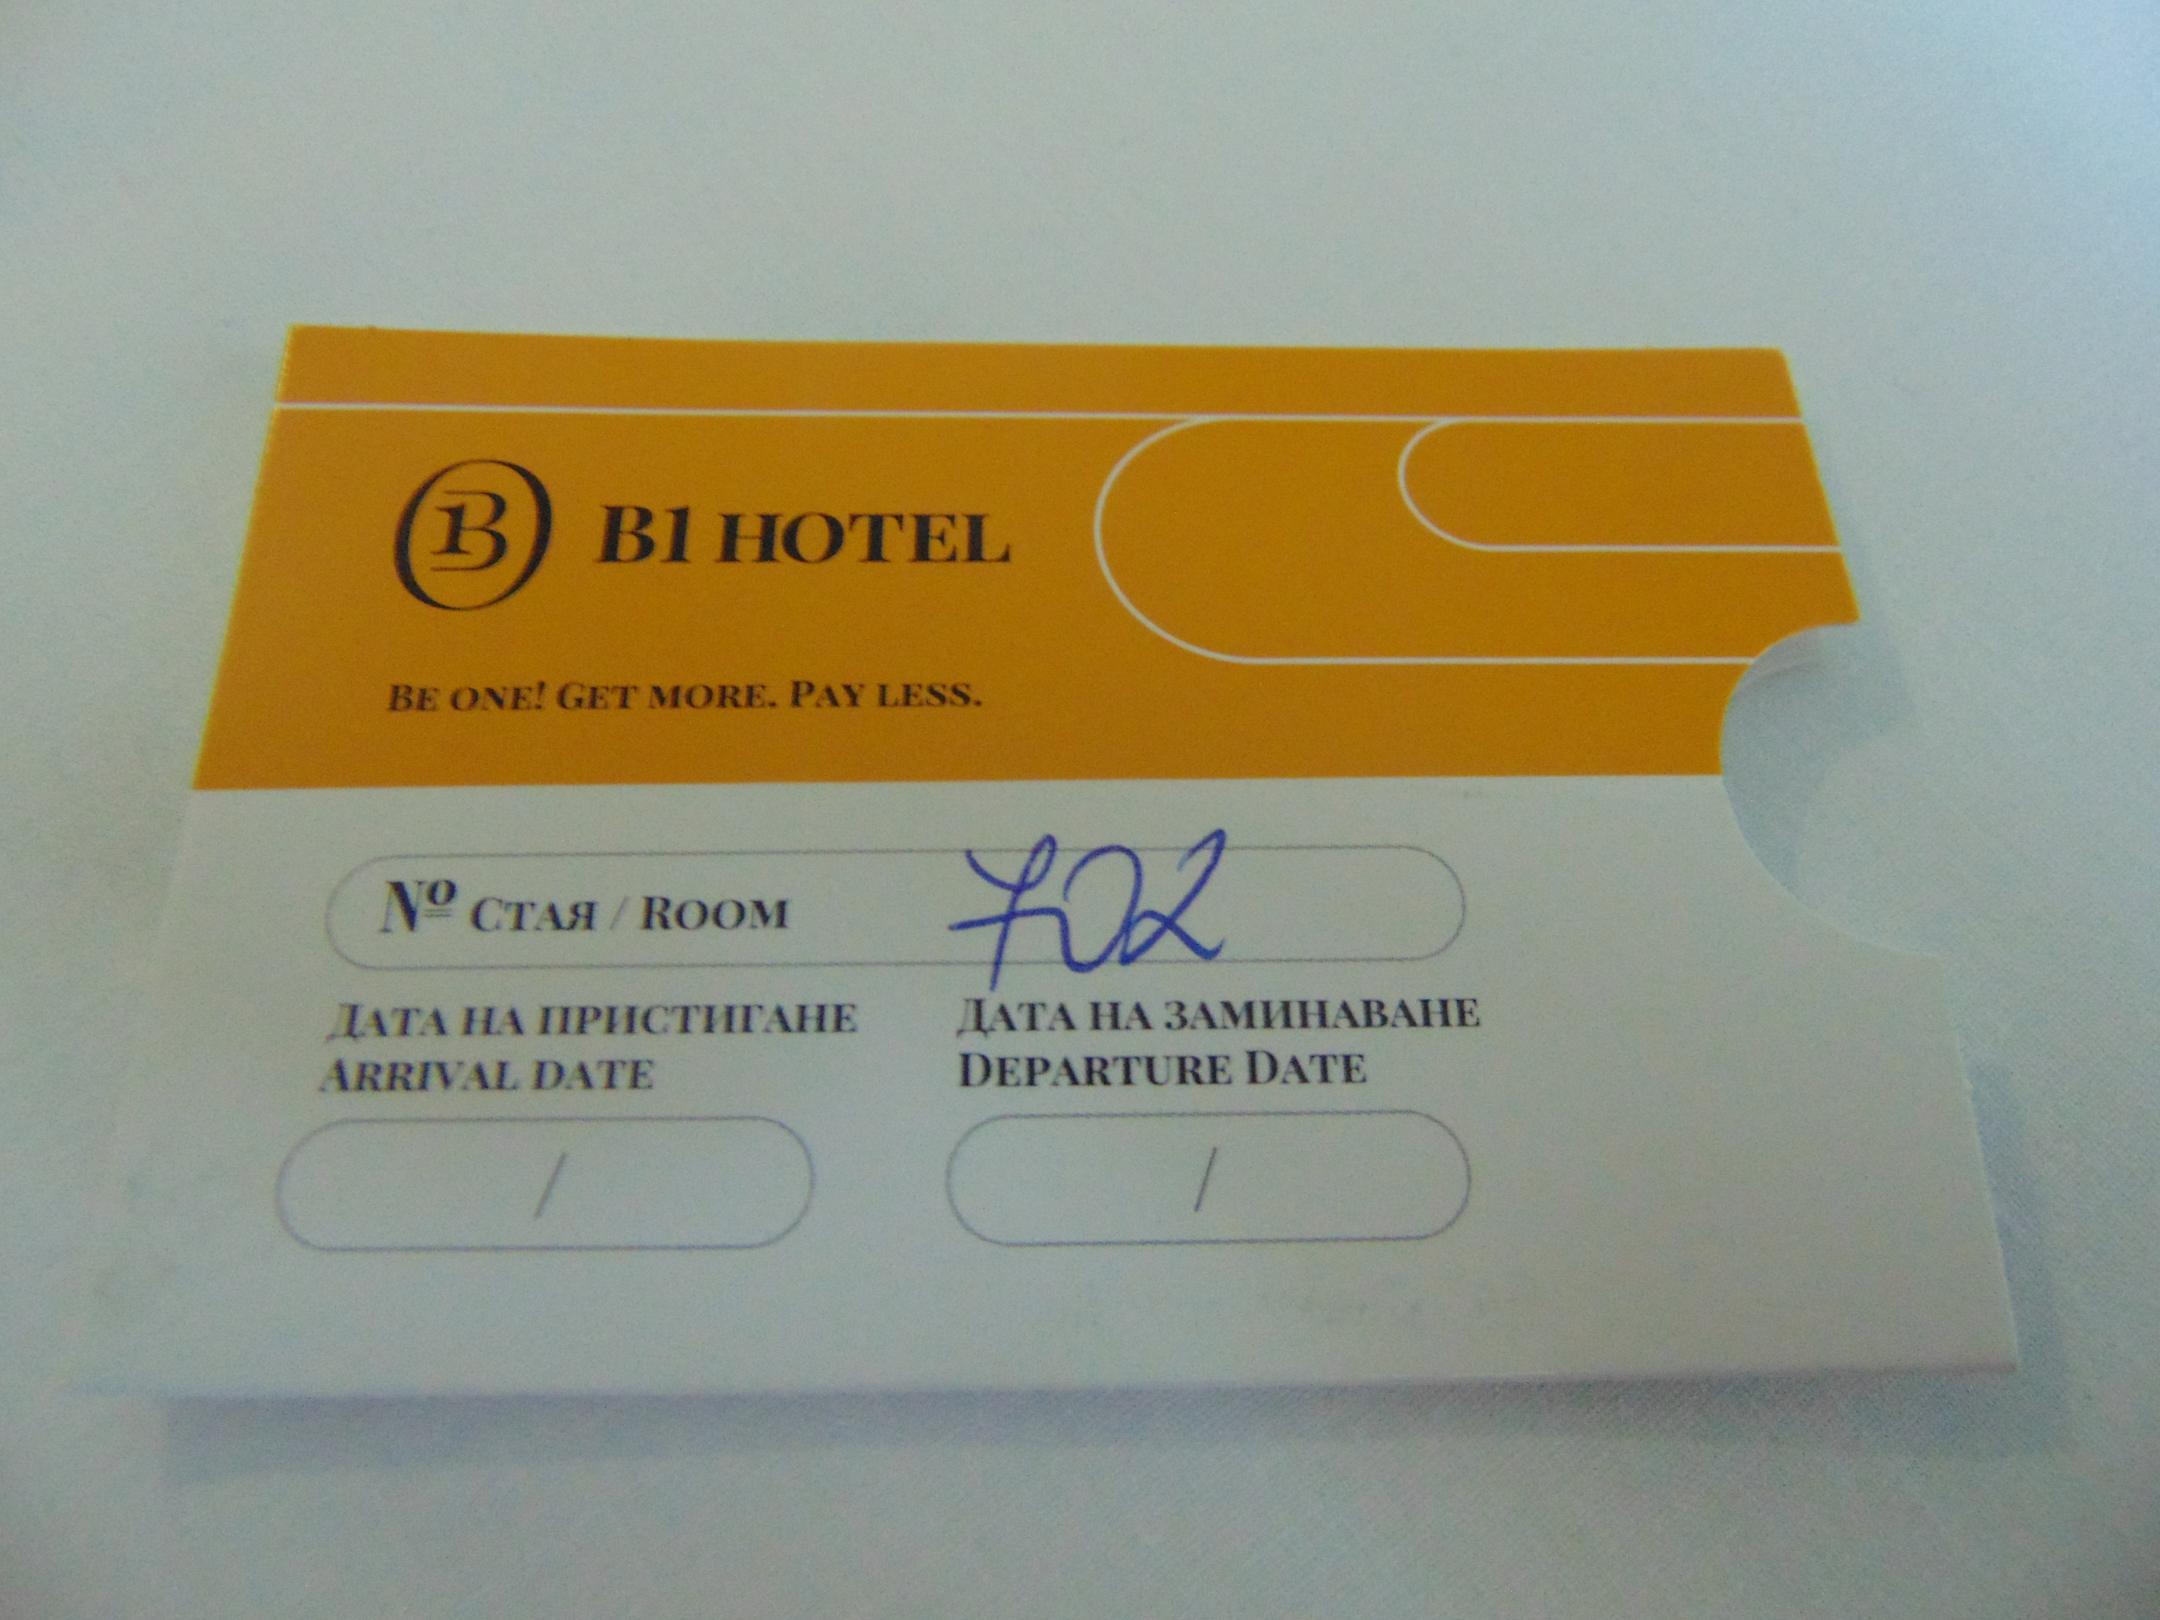 B1
B1 HOTEL
BE ONE! GET MORE. PAY LESS.
№ СТАЯ / ROOM 702
ДАТА НА ПРИСТИГАНЕ
ARRIVAL DATE
/
ДАТА НА ЗАМИНАВАНЕ
DEPARTURE DATE
/